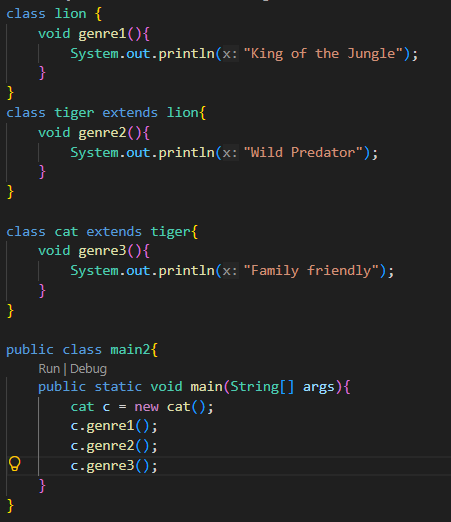 class lion {
    void genre1(){
        System.out.println(x: "King of the Jungle");
    }
}
class tiger extends lion{
    void genre2(){
        System.out.println(x: "Wild Predator");
    }
}

class cat extends tiger{
    void genre3(){
        System.out.println(x: "Family friendly");
    }
}

public class main2{
    Run | Debug
    public static void main(String[] args){
        cat c = new cat();
        c.genre1();
        c.genre2();
        c.genre3();
    }
}